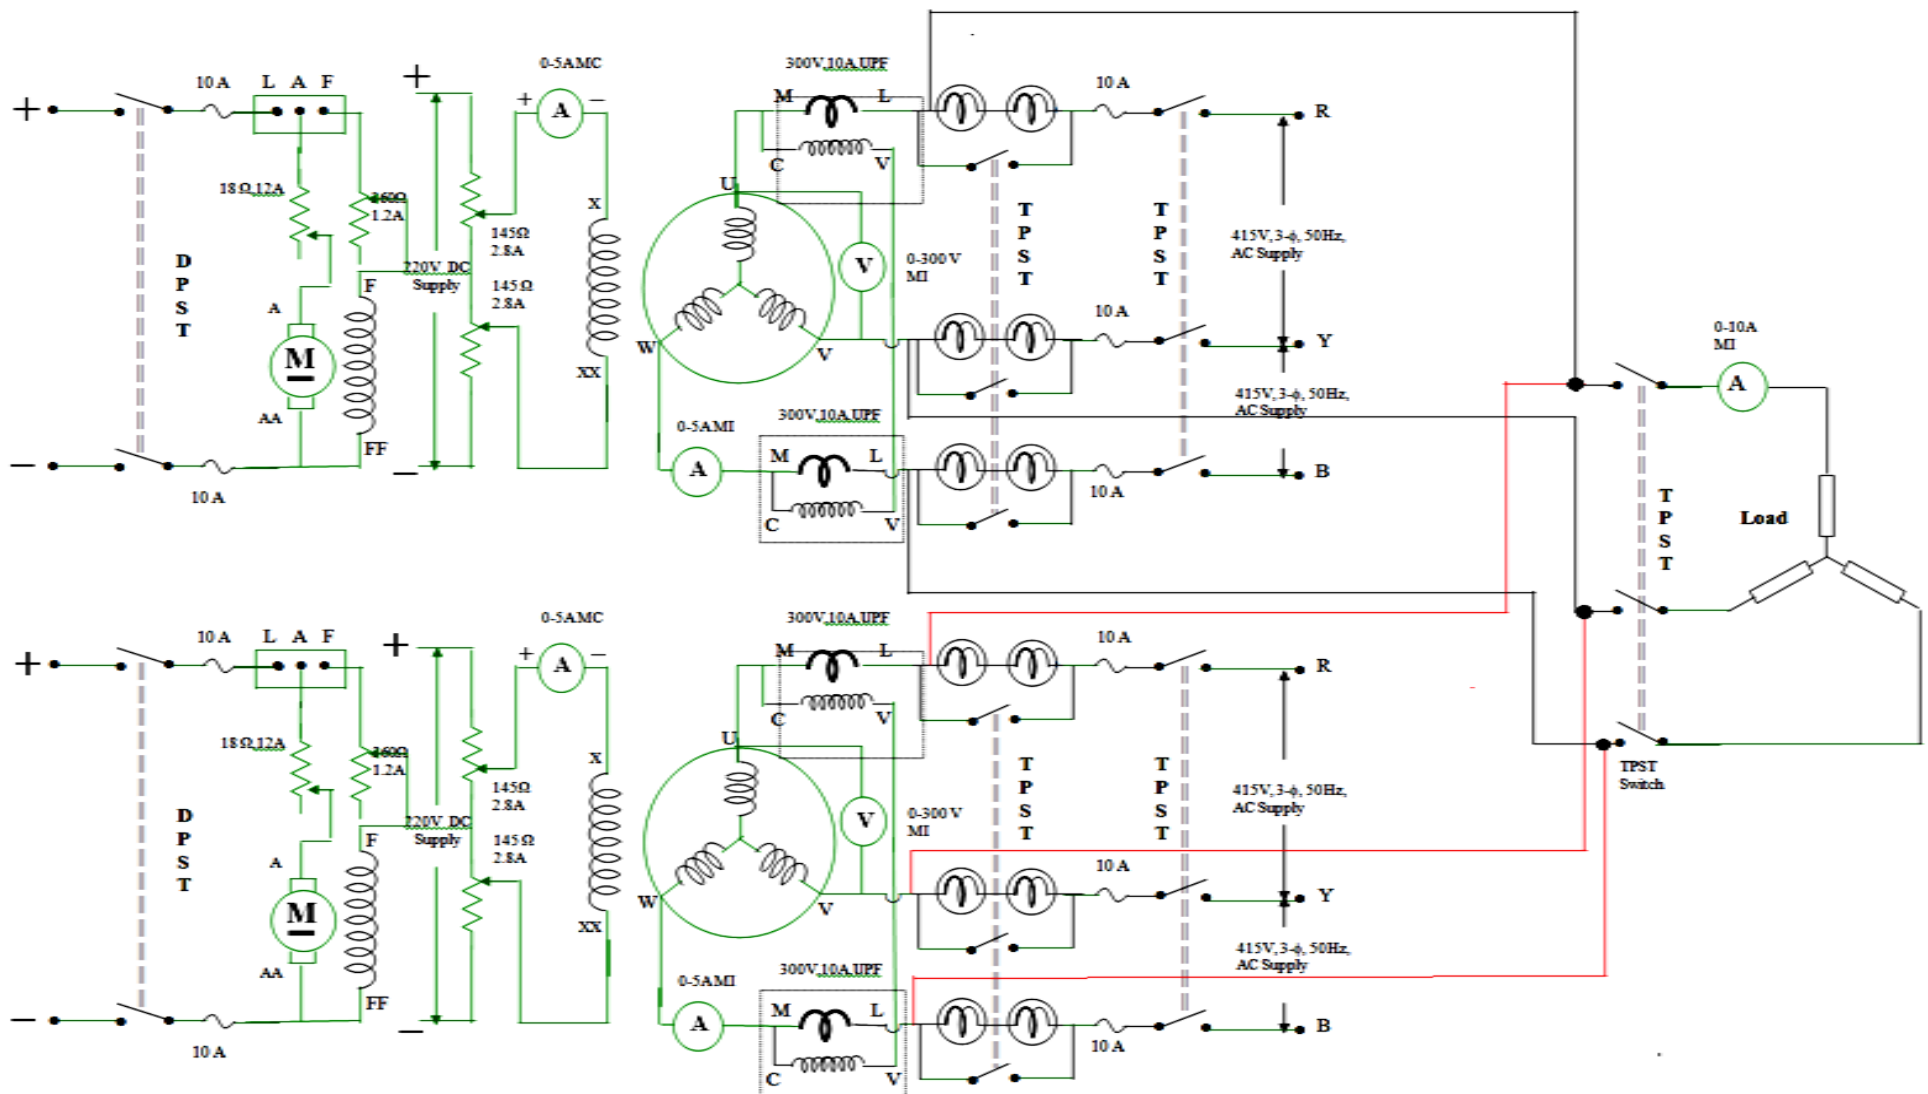 10 A
L A F
+
0-5AMC
300V,10A,UPF
M L
10 A
+
+ A −
R
C V
18Ω,12A
360Ω
1.2A
U
X
T
P
S
T
T
P
S
T
145Ω
2.8A
415V,3-ϕ, 50Hz,
AC Supply
D
P
S
T
220V DC
Supply
F
V
0-300 V
MI
145Ω
2.8A
A
10 A
0-10A
MI
Y
W
V
M
XX
A
415V,3-ϕ, 50Hz,
AC Supply
AA
300V,10A,UPF
0-5AMI
FF
M L
−
−
A
B
10 A
10 A
C V
T
P
S
T
Load
0-5AMC
300V,10A,UPF
10 A
L A F
+
10 A
+
+ A −
M L
R
C V
18Ω,12A
360Ω
1.2A
U
X
TPST
Switch
T
P
S
T
T
P
S
T
145Ω
2.8A
415V,3-ϕ, 50Hz,
AC Supply
D
P
S
T
220V DC
Supply
F
V
0-300 V
MI
145Ω
2.8A
A
10 A
Y
W
V
M
XX
415V,3-ϕ, 50Hz,
AC Supply
AA
0-5AMI
300V,10A,UPF
FF
M L
−
−
A
B
10 A
10 A
C V